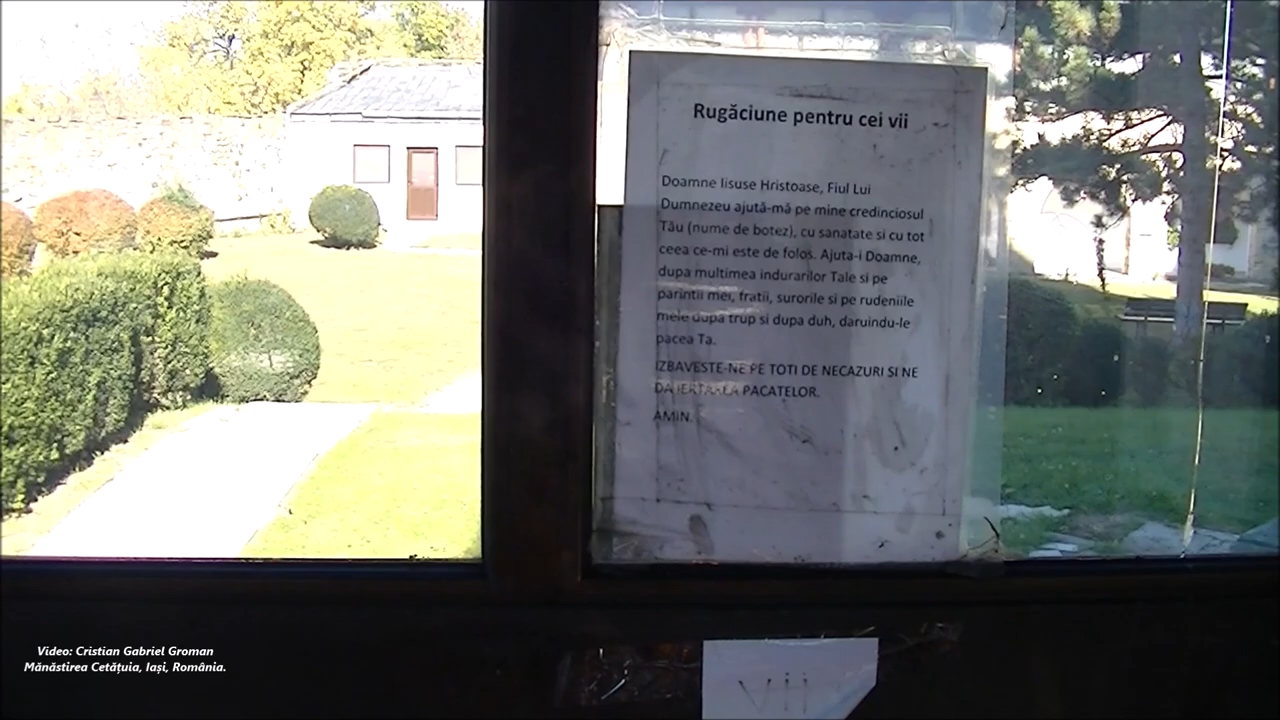 Rugăciune pentru cei vii
Doamne Iisuse Hristoase, Fiul Lui
Dumnezeu ajută-mă pe mine credinciosul
Tău (nume de botez), cu sanatate si cu tot
ceea ce-mi este de folos. Ajuta-i Doamne,
dupa multimea indurarilor Tale si pe
parintii mei, fratii, surorile si pe rudeniile
mele dupa trup si dupa duh, daruindu-le
pacea Ta.
IZBAVESTE-NE PE TOTI DE NECAZURI SI NE
DA IERTAREA PACATELOR.
AMIN.
Video: Cristian Gabriel Groman
Mănăstirea Cetățuia, Iași, România.
vii